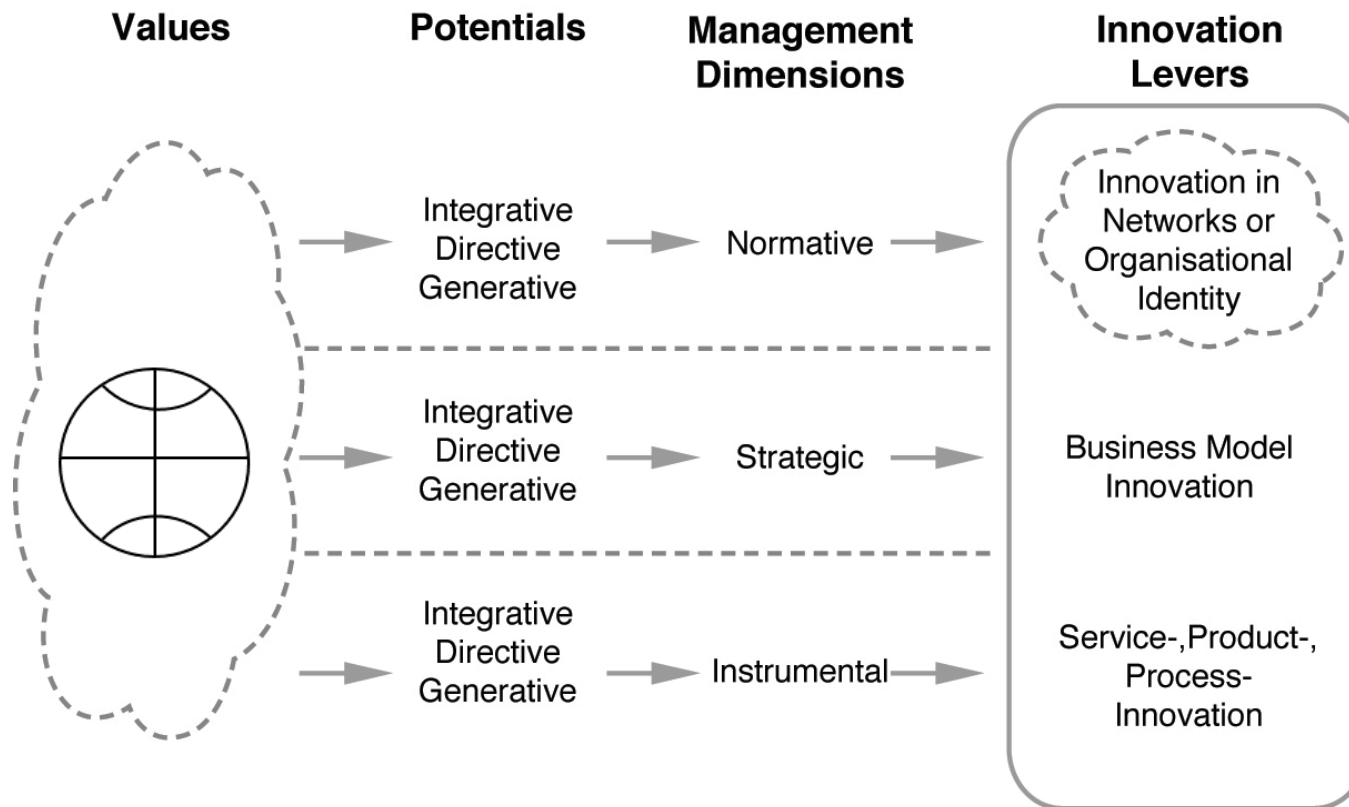 Values
Potentials
Management
Dimensions
Innovation
Levers
Integrative
Directive
Generative
Normative
Innovation in
Networks or
Organisational
Identity
Integrative
Directive
Generative
Strategic
Business Model
Innovation
Integrative
Directive
Generative
Instrumental
Service-,Product-,
Process-
Innovation